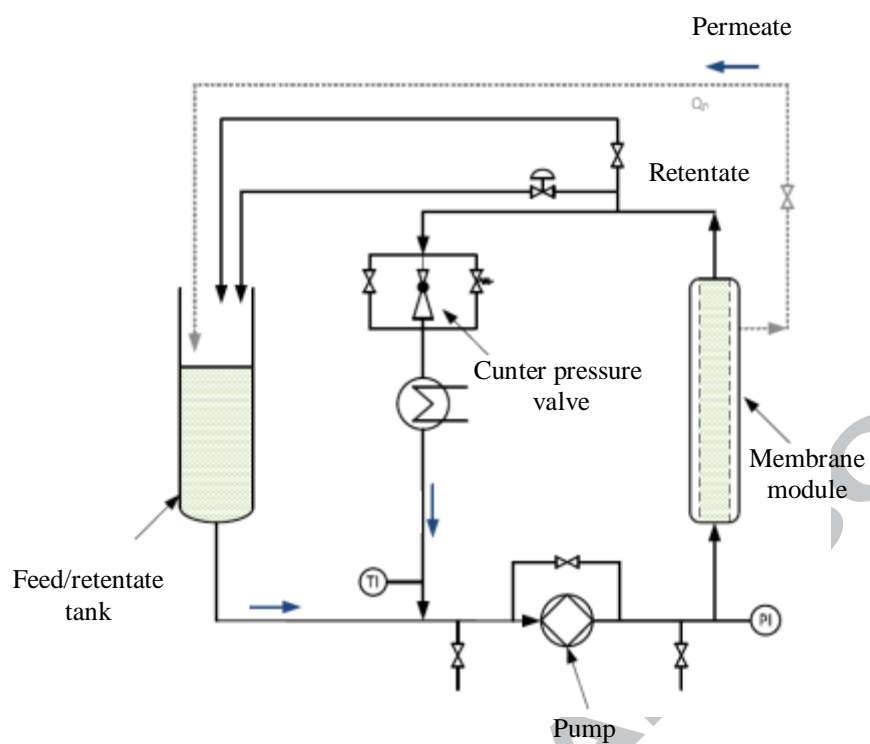 Permeate
Qp
Retentate
Cunter pressure
valve
Membrane
module
Feed/retentate
tank
TI
PI
Pump